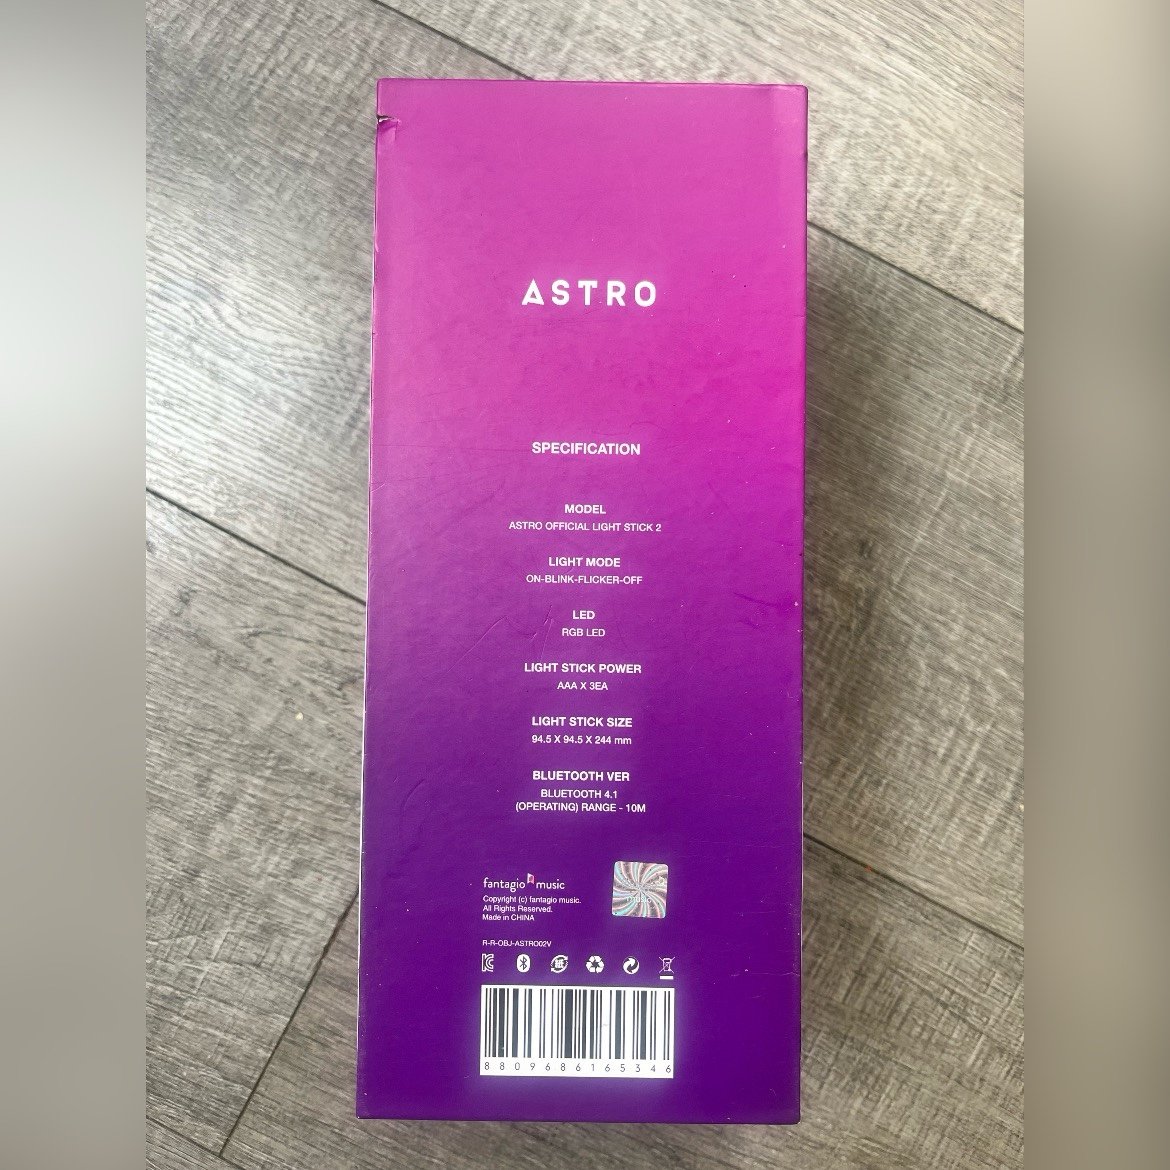 ASTRO
SPECIFICATION
MODEL
ASTRO OFFICIAL LIGHT STICK 2
LIGHT MODE
ON-BLINK-FLICKER-OFF
LED
RGB LED
LIGHT STICK POWER
AAA X 3EA
LIGHT STICK SIZE
94.5 X 94.5 X 244 mm
BLUETOOTH VER
BLUETOOTH 4.1
(OPERATING) RANGE - 10M
fantagio music
Copyright (c) fantagio music.
All Rights Reserved.
Made in CHINA
music
R-R-OBJ-ASTRO02V
8809686165346